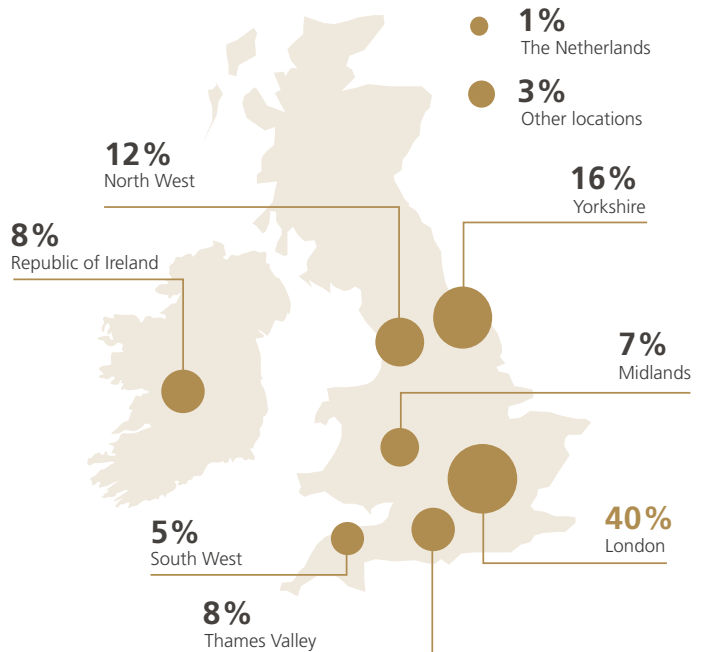 1%
The Netherlands
3%
Other locations
12%
North West
16%
Yorkshire
8%
Republic of Ireland
7%
Midlands
40%
London
5%
South West
8%
Thames Valley